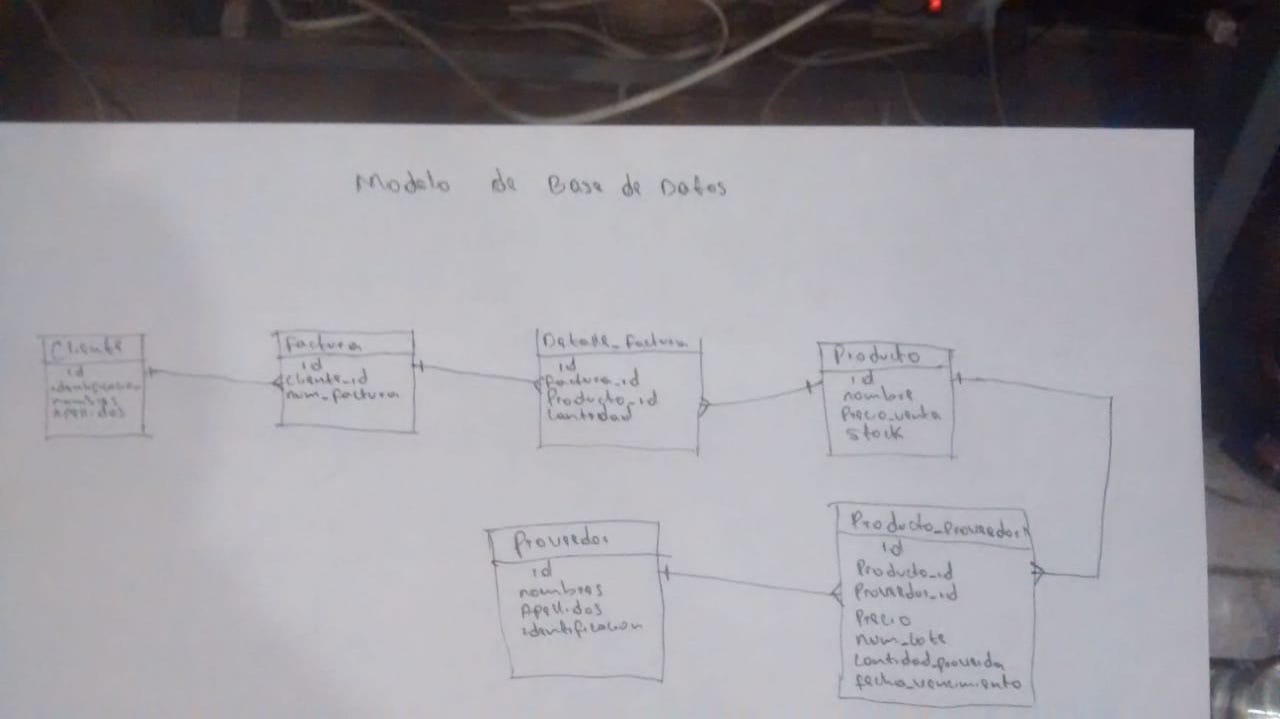 Modelo de Base de Datos
Cliente
id
identificacion
nombres
Apellidos
Factura
id
cliente_id
num_factura
Detalle_Factura
id
factura_id
Producto_id
Cantidad
Producto
id
nombre
Precio_venta
stock
Proveedor
id
nombres
Apellidos
identificacion
Producto_Proveedor
id
Producto_id
Proveedor_id
Precio
num_Lote
Cantidad_proveida
fecha_vencimiento